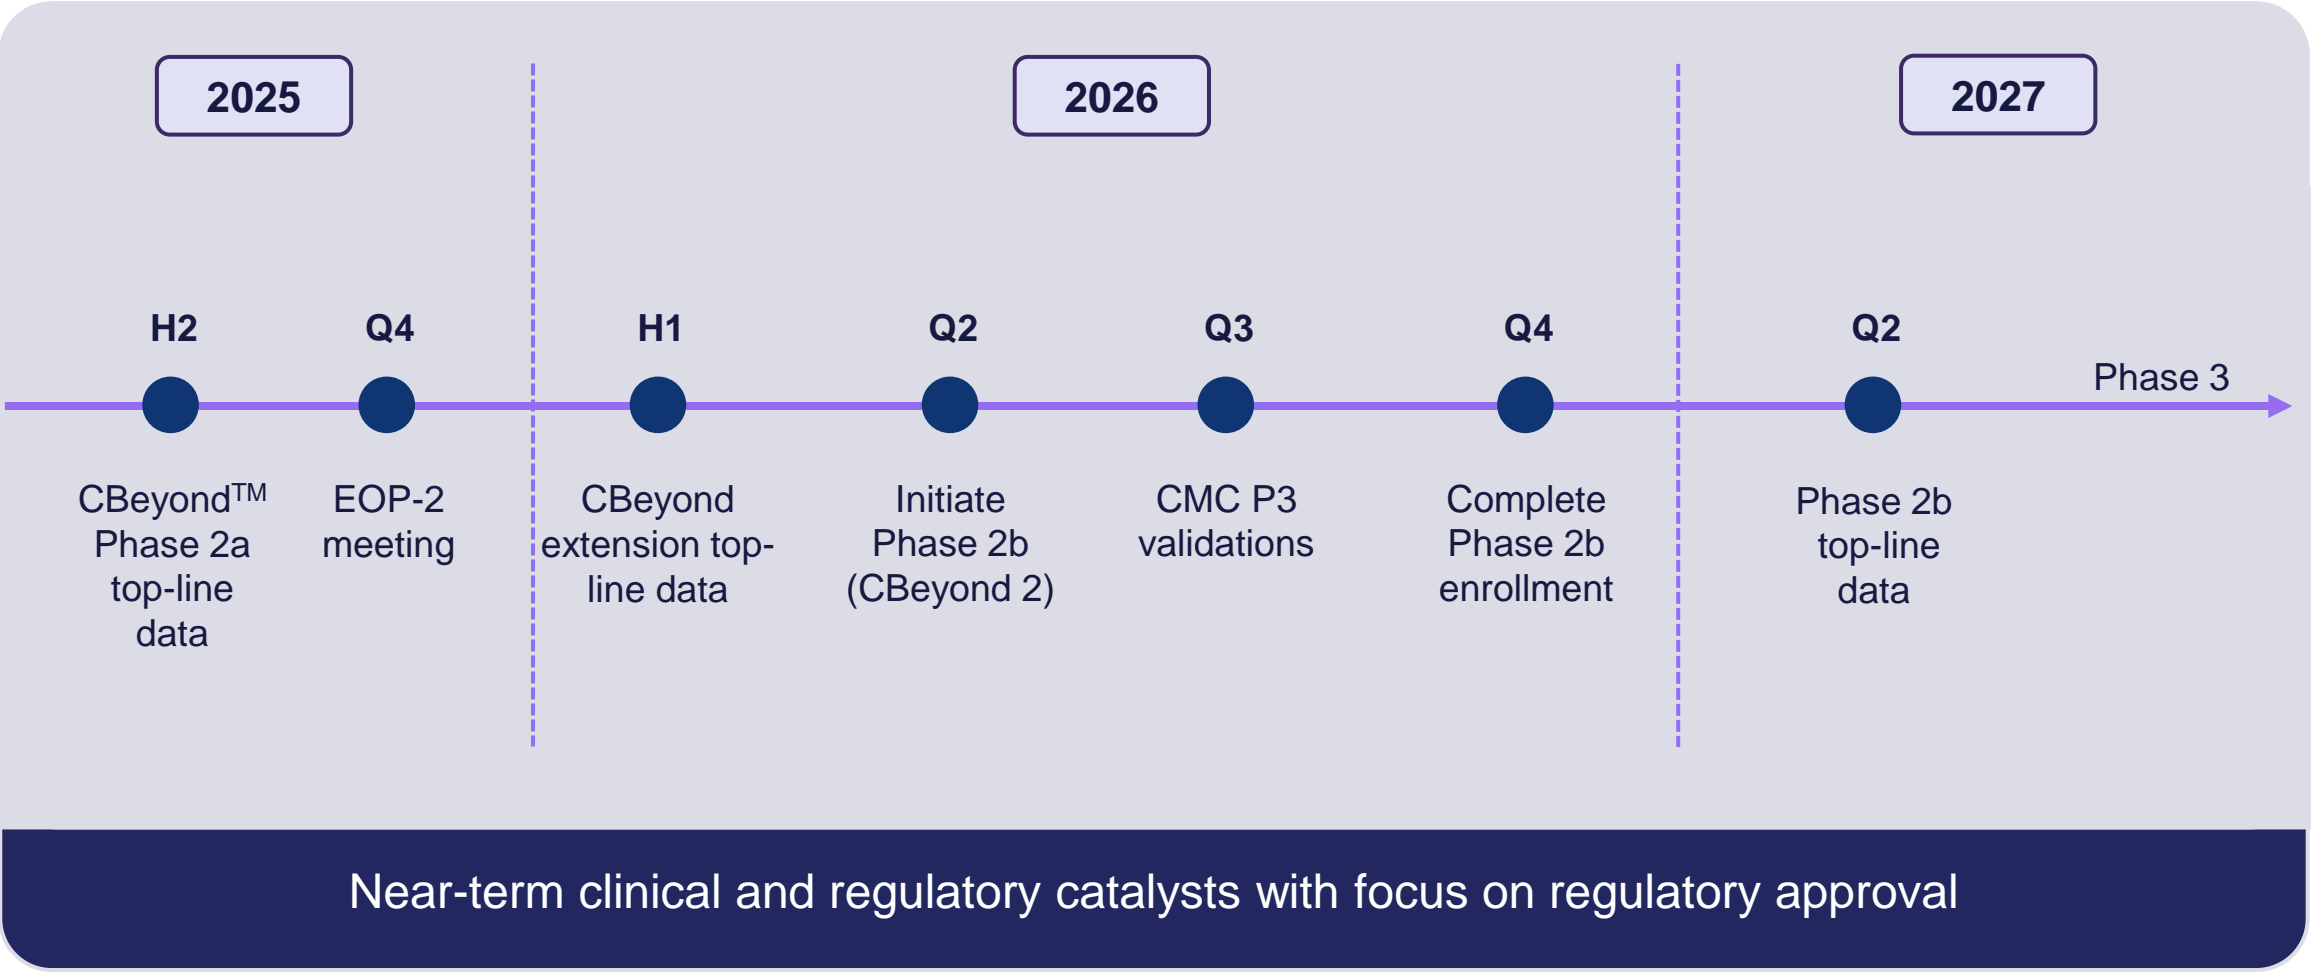 2025
2026
2027
H2
Q4
H1
Q2
Q3
Q4
Q2
Phase 3
CBeyond™
Phase 2a
top-line
data
EOP-2
meeting
CBeyond
extension top-
line data
Initiate
Phase 2b
(CBeyond 2)
CMC P3
validations
Complete
Phase 2b
enrollment
Phase 2b
top-line
data
Near-term clinical and regulatory catalysts with focus on regulatory approval